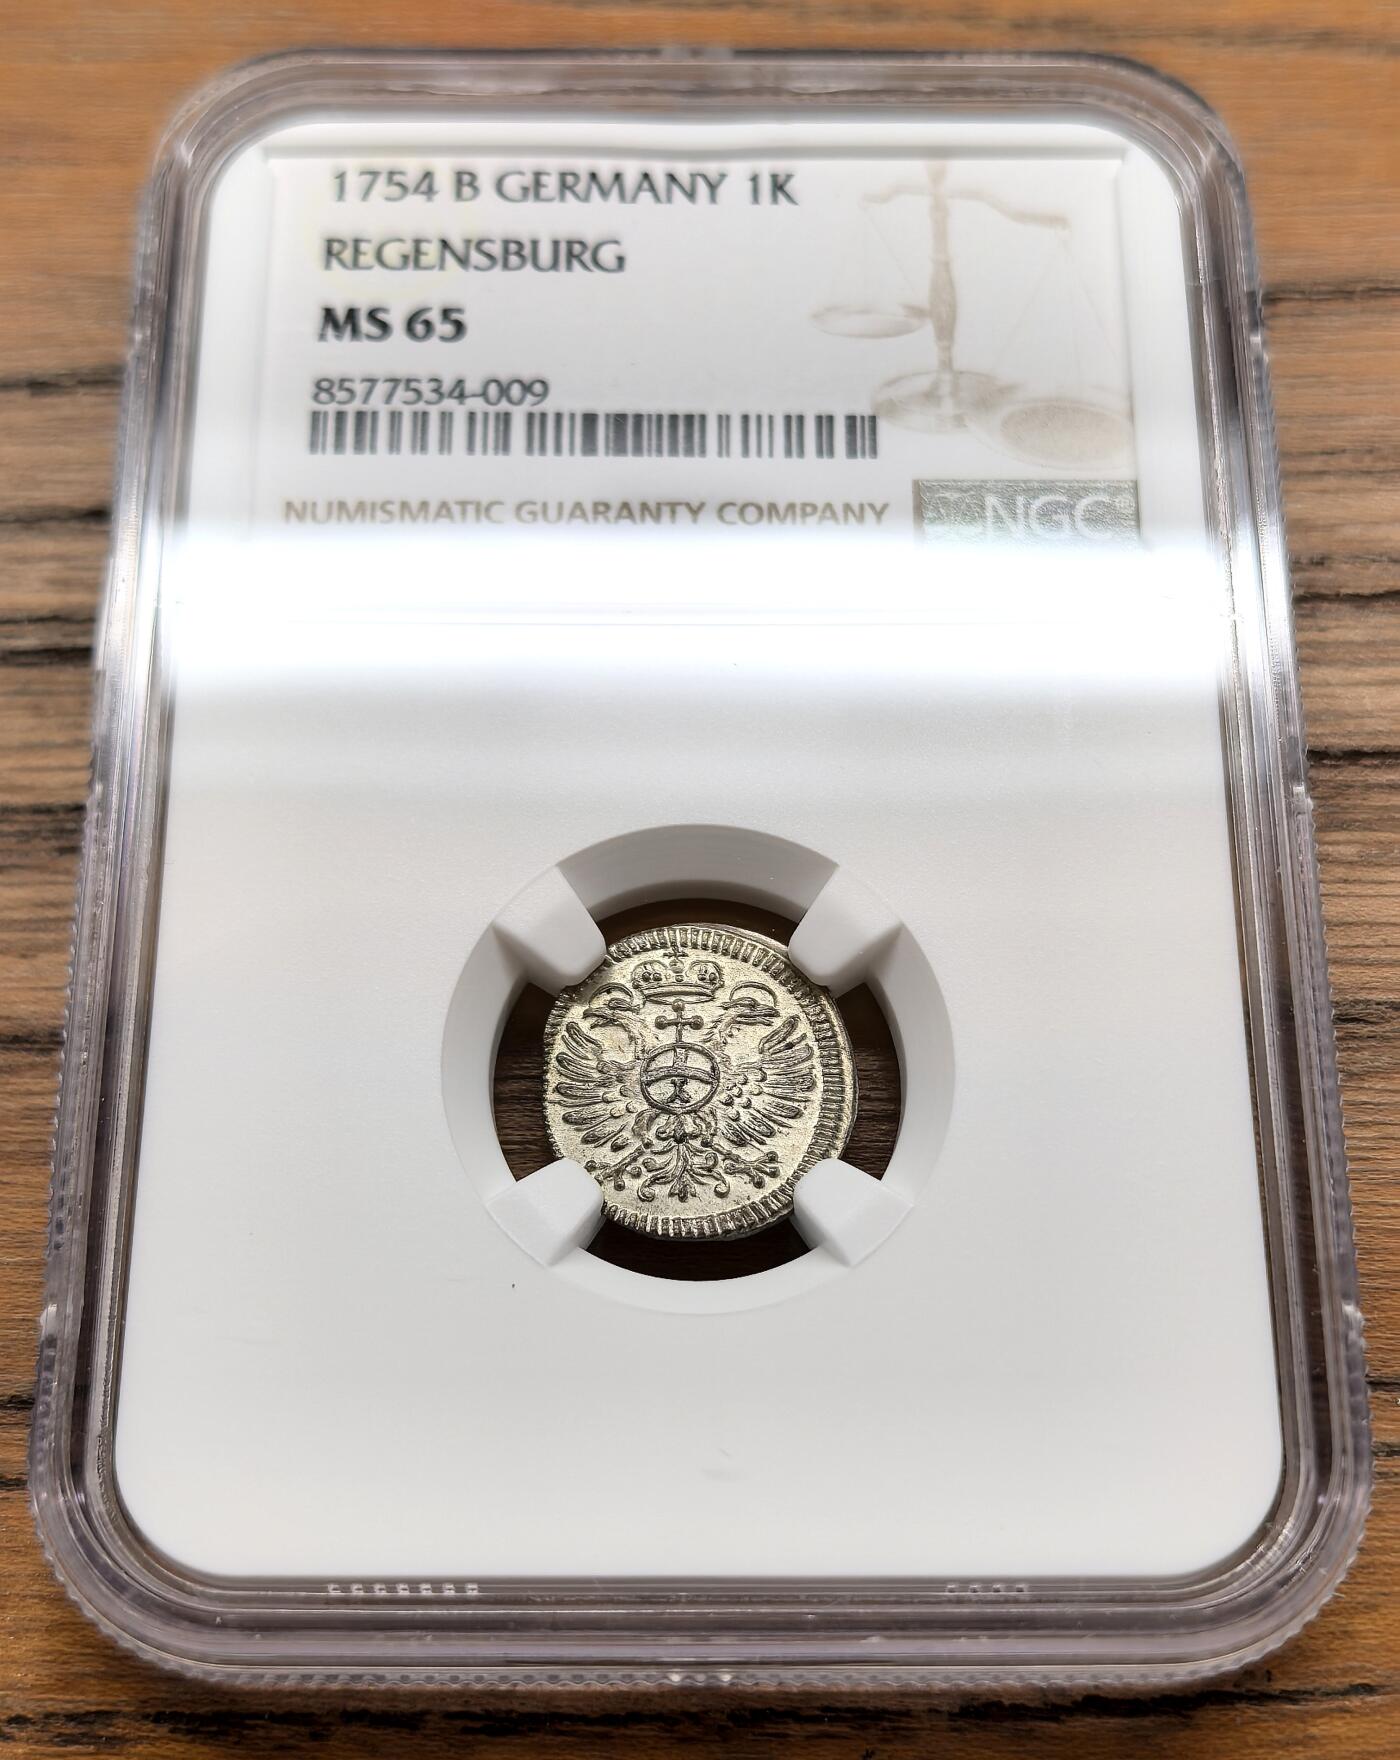 1754 B GERMANY 1K
REGENSBURG
MS 65
8577534-009
NUMISMATIC GUARANTY COMPANY
NGC